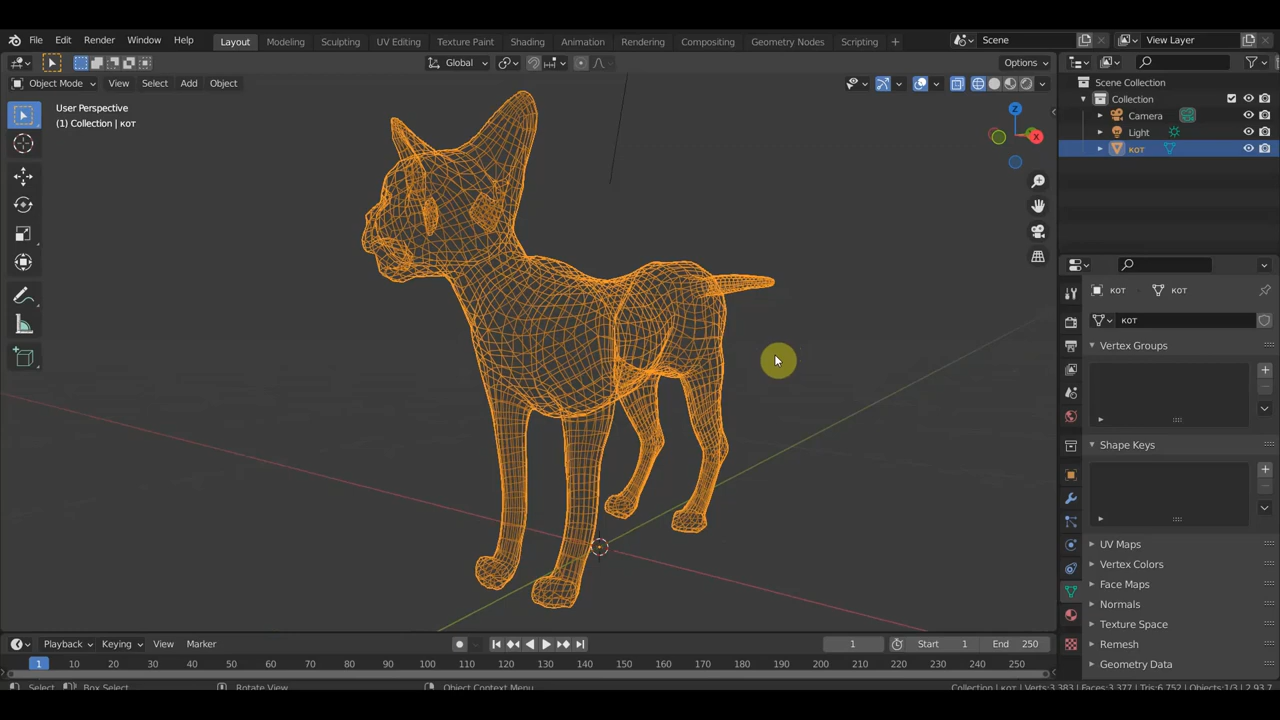 File Edit Render Window Help Layout Modeling Sculpting UV Editing Texture Paint Shading Animation Rendering Compositing Geometry Nodes Scripting + Scene View Layer
Global Options
Object Mode View Select Add Object
User Perspective
(1) Collection | кот
Z
X
Scene Collection
Collection
Camera
Light
кот
кот кот
кот
Vertex Groups
Shape Keys
UV Maps
Vertex Colors
Face Maps
Normals
Texture Space
Remesh
Geometry Data
Playback Keying View Marker 1 Start 1 End 250
1 10 20 30 40 50 60 70 80 90 100 110 120 130 140 150 160 170 180 190 200 210 220 230 240 250
Select Box Select Rotate View Object Context Menu Collection | кот | Verts:3,383 | Faces:3,377 | Tris:6,752 | Objects:1/3 | 2.93.7